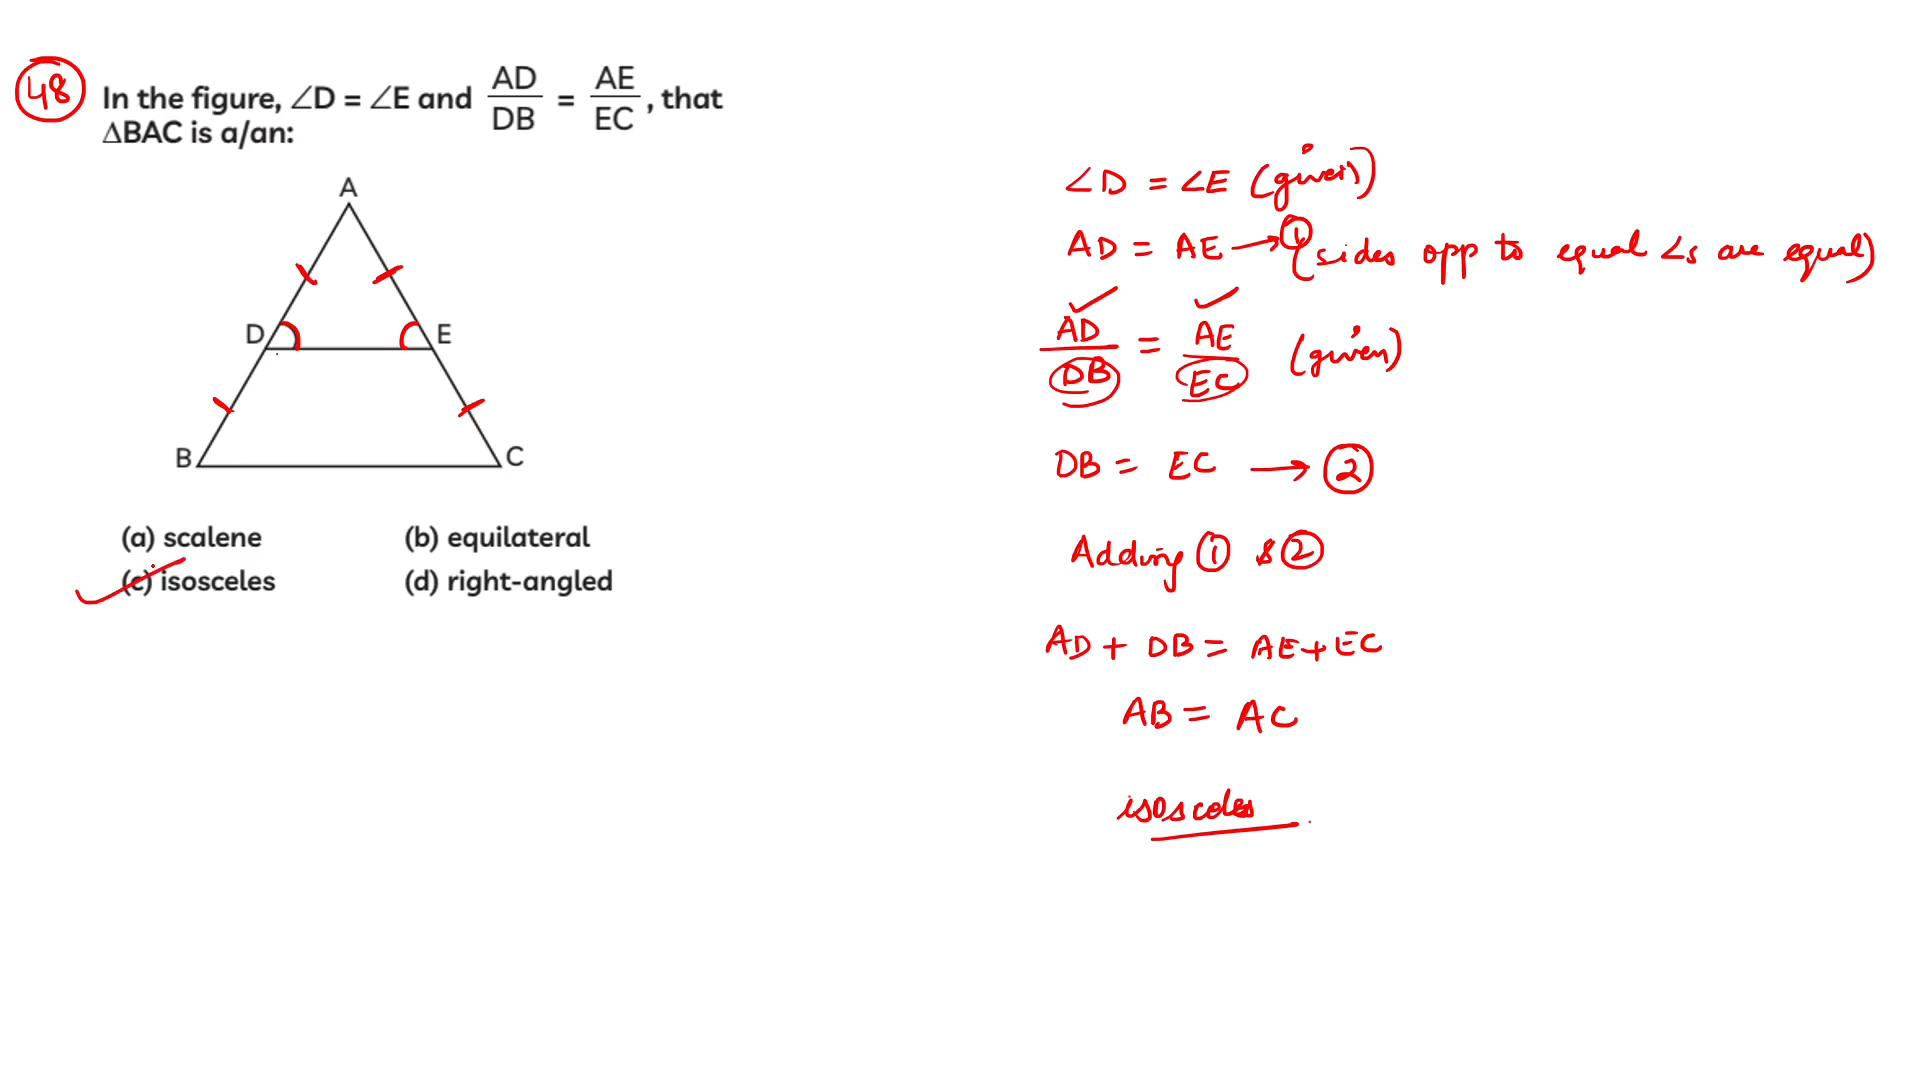 48
In the figure, ∠D = ∠E and AD/DB = AE/EC, that
ΔBAC is a/an:
A
D
E
B
C
(a) scalene
(b) equilateral
(c) isosceles
(d) right-angled
∠D = ∠E (given)
AD = AE → ① (sides opp to equal ∠s are equal)
AD/DB = AE/EC (given)
DB = EC → ②
Adding ① & ②
AD + DB = AE + EC
AB = AC
isosceles